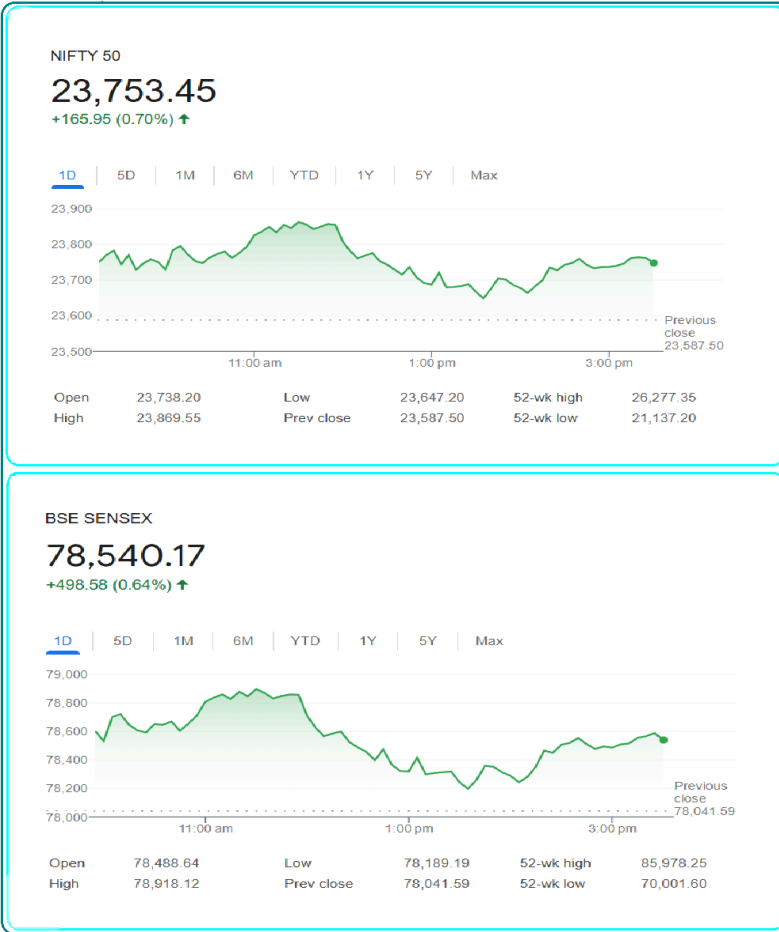 NIFTY 50
23,753.45
+165.95 (0.70%) ↑
1D 5D 1M 6M YTD 1Y 5Y Max
23,900
23,800
23,700
23,600
Previous
close
23,587.50
23,500
11:00 am 1:00 pm 3:00 pm
Open 23,738.20 Low 23,647.20 52-wk high 26,277.35
High 23,869.55 Prev close 23,587.50 52-wk low 21,137.20
BSE SENSEX
78,540.17
+498.58 (0.64%) ↑
1D 5D 1M 6M YTD 1Y 5Y Max
79,000
78,800
78,600
78,400
78,200
Previous
close
78,041.59
78,000
11:00 am 1:00 pm 3:00 pm
Open 78,488.64 Low 78,189.19 52-wk high 85,978.25
High 78,918.12 Prev close 78,041.59 52-wk low 70,001.60